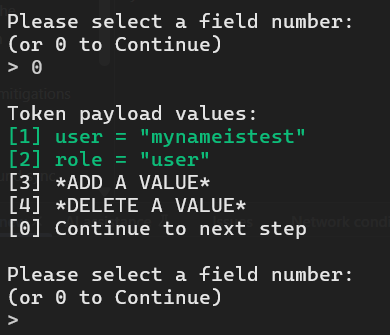 Please select a field number:
(or 0 to Continue)
> 0
Token payload values:
[1] user = "mynameistest"
[2] role = "user"
[3] *ADD A VALUE*
[4] *DELETE A VALUE*
[0] Continue to next step
Please select a field number:
(or 0 to Continue)
>